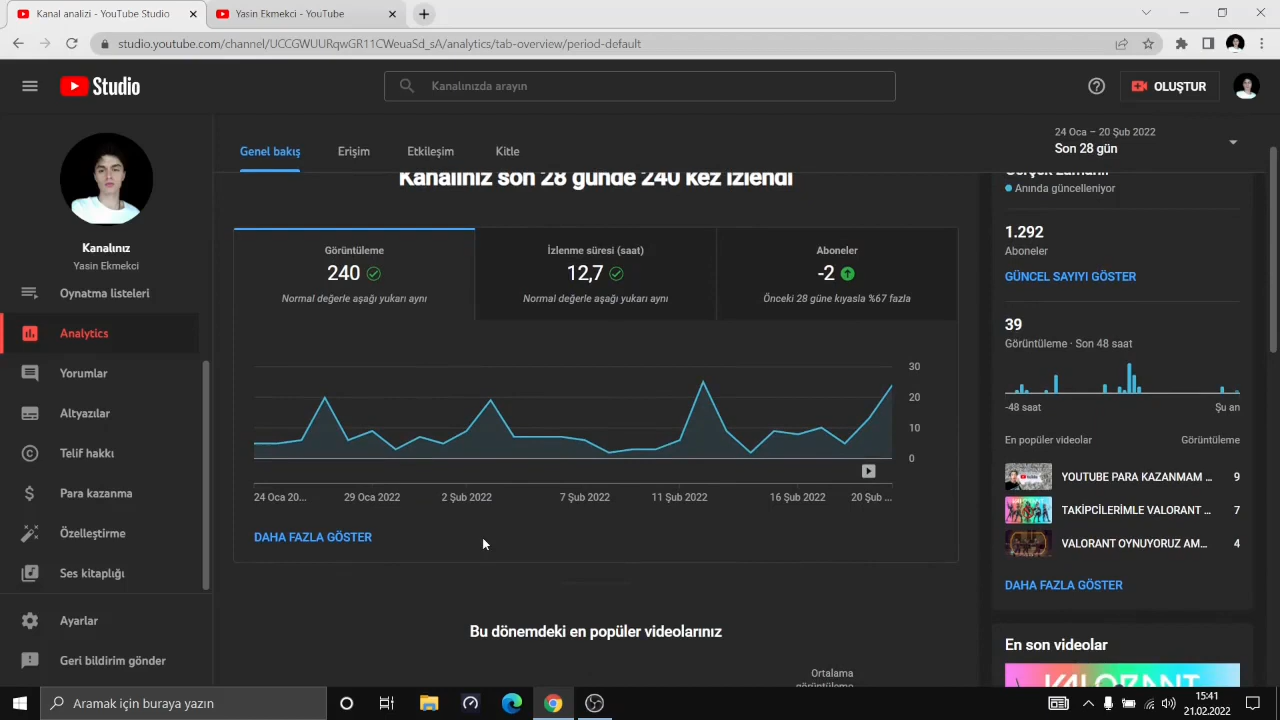 Kanal analizi - YouTube Studio
Yasin Ekmekci - YouTube
studio.youtube.com/channel/UCCGWUURqwGR11CWeuaSd_sA/analytics/tab-overview/period-default
Studio
Kanalınızda arayın
OLUŞTUR
Kanalınız
Yasin Ekmekci
Oynatma listeleri
Analytics
Yorumlar
Altyazılar
Telif hakkı
Para kazanma
Özelleştirme
Ses kitaplığı
Ayarlar
Geri bildirim gönder
Genel bakış
Erişim
Etkileşim
Kitle
24 Oca – 20 Şub 2022
Son 28 gün
Kanalınız son 28 günde 240 kez izlendi
Görüntüleme
240
Normal değerle aşağı yukarı aynı
İzlenme süresi (saat)
12,7
Normal değerle aşağı yukarı aynı
Aboneler
-2
Önceki 28 güne kıyasla %67 fazla
30
20
10
0
24 Oca 20...
29 Oca 2022
2 Şub 2022
7 Şub 2022
11 Şub 2022
16 Şub 2022
20 Şub ...
DAHA FAZLA GÖSTER
Bu dönemdeki en popüler videolarınız
Ortalama
görüntüleme
Gerçek zamanlı
Anında güncelleniyor
1.292
Aboneler
GÜNCEL SAYIYI GÖSTER
39
Görüntüleme · Son 48 saat
-48 saat
Şu an
En popüler videolar
Görüntüleme
YOUTUBE PARA KAZANMAM ...
9
TAKİPCİLERİMLE VALORANT ...
7
VALORANT OYNUYORUZ AM...
4
DAHA FAZLA GÖSTER
En son videolar
VALORANT
Aramak için buraya yazın
15:41
21.02.2022